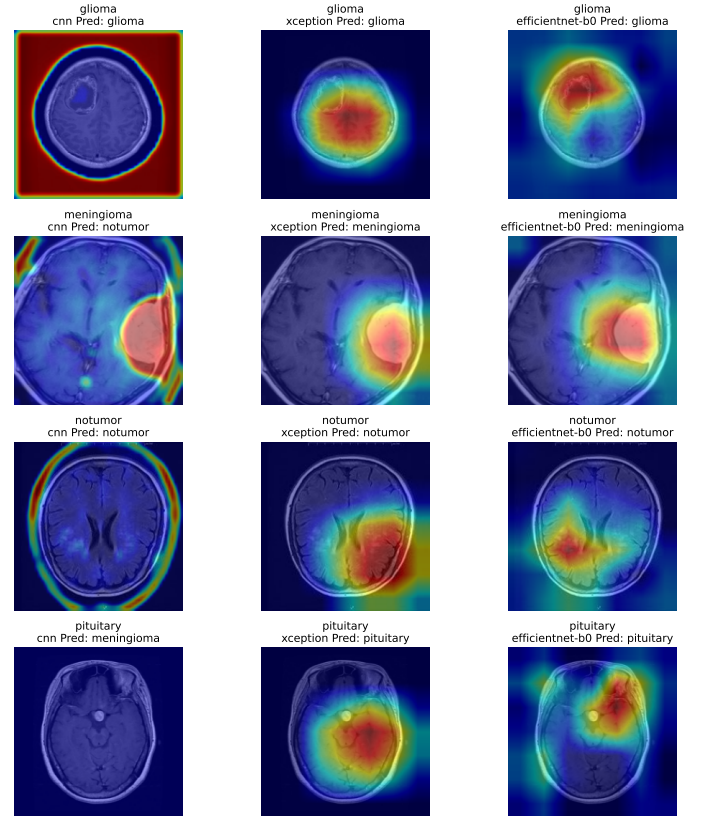 glioma
cnn Pred: glioma
glioma
xception Pred: glioma
glioma
efficientnet-b0 Pred: glioma
meningioma
cnn Pred: notumor
meningioma
xception Pred: meningioma
meningioma
efficientnet-b0 Pred: meningioma
notumor
cnn Pred: notumor
notumor
xception Pred: notumor
notumor
efficientnet-b0 Pred: notumor
pituitary
cnn Pred: meningioma
pituitary
xception Pred: pituitary
pituitary
efficientnet-b0 Pred: pituitary